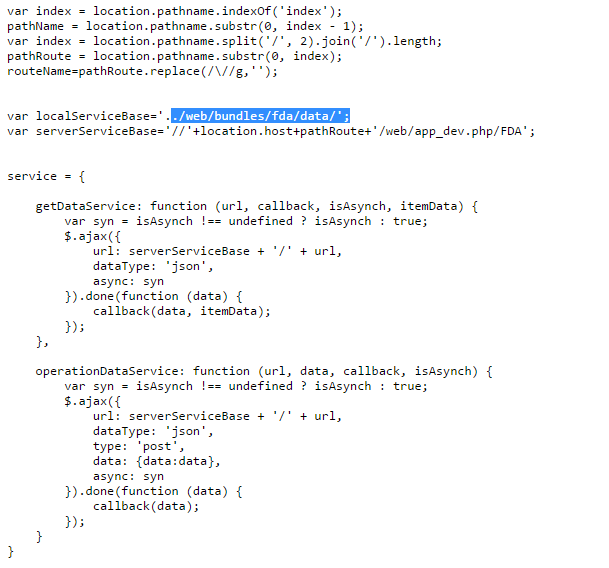 var index = location.pathname.indexOf('index');
pathName = location.pathname.substr(0, index - 1);
var index = location.pathname.split('/', 2).join('/').length;
pathRoute = location.pathname.substr(0, index);
routeName=pathRoute.replace(/\//g,'');

var localServiceBase='../web/bundles/fda/data/';
var serverServiceBase='//'+location.host+pathRoute+'/web/app_dev.php/FDA';

service = {

    getDataService: function (url, callback, isAsynch, itemData) {
        var syn = isAsynch !== undefined ? isAsynch : true;
        $.ajax({
            url: serverServiceBase + '/' + url,
            dataType: 'json',
            async: syn
        }).done(function (data) {
            callback(data, itemData);
        });
    },

    operationDataService: function (url, data, callback, isAsynch) {
        var syn = isAsynch !== undefined ? isAsynch : true;
        $.ajax({
            url: serverServiceBase + '/' + url,
            dataType: 'json',
            type: 'post',
            data: {data:data},
            async: syn
        }).done(function (data) {
            callback(data);
        });
    }
}